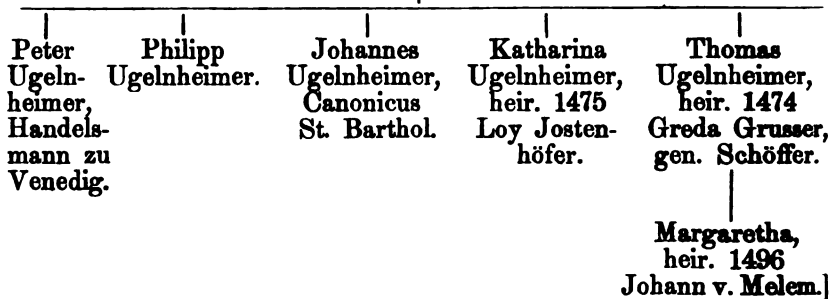 Peter
Ugeln-
heimer,
Handels-
mann zu
Venedig.
Philipp
Ugelnheimer.
Johannes
Ugelnheimer,
Canonicus
St. Barthol.
Katharina
Ugelnheimer,
heir. 1475
Loy Josten-
höfer.
Thomas
Ugelnheimer,
heir. 1474
Greda Grusser,
gen. Schöffer.
Margaretha,
heir. 1496
Johann v. Melem.]